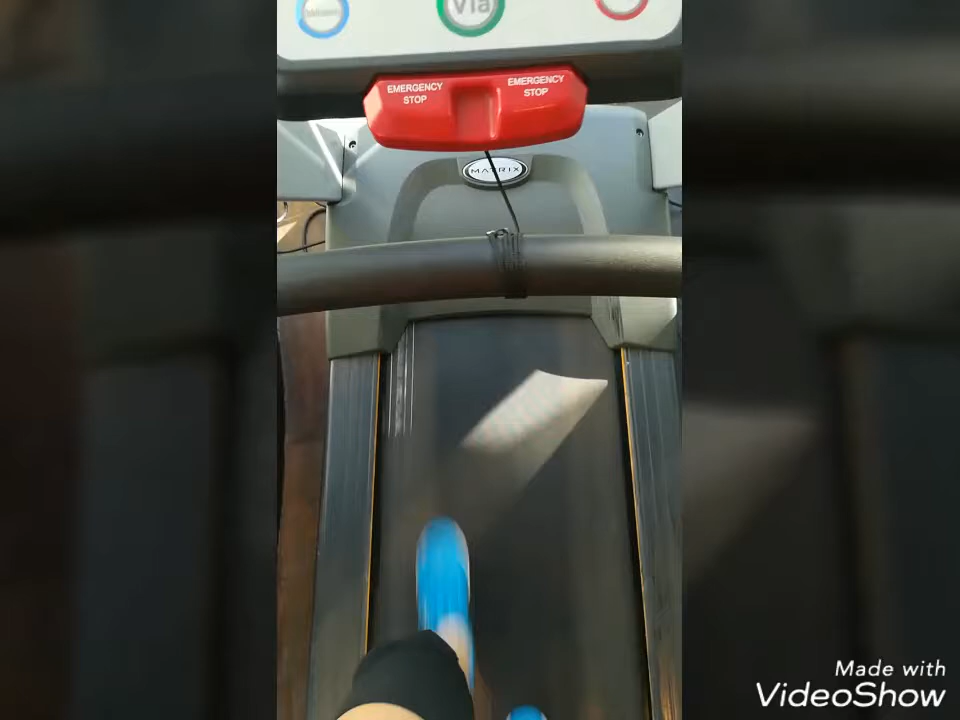 Via
EMERGENCY STOP
EMERGENCY STOP
MATRIX
Made with
VideoShow